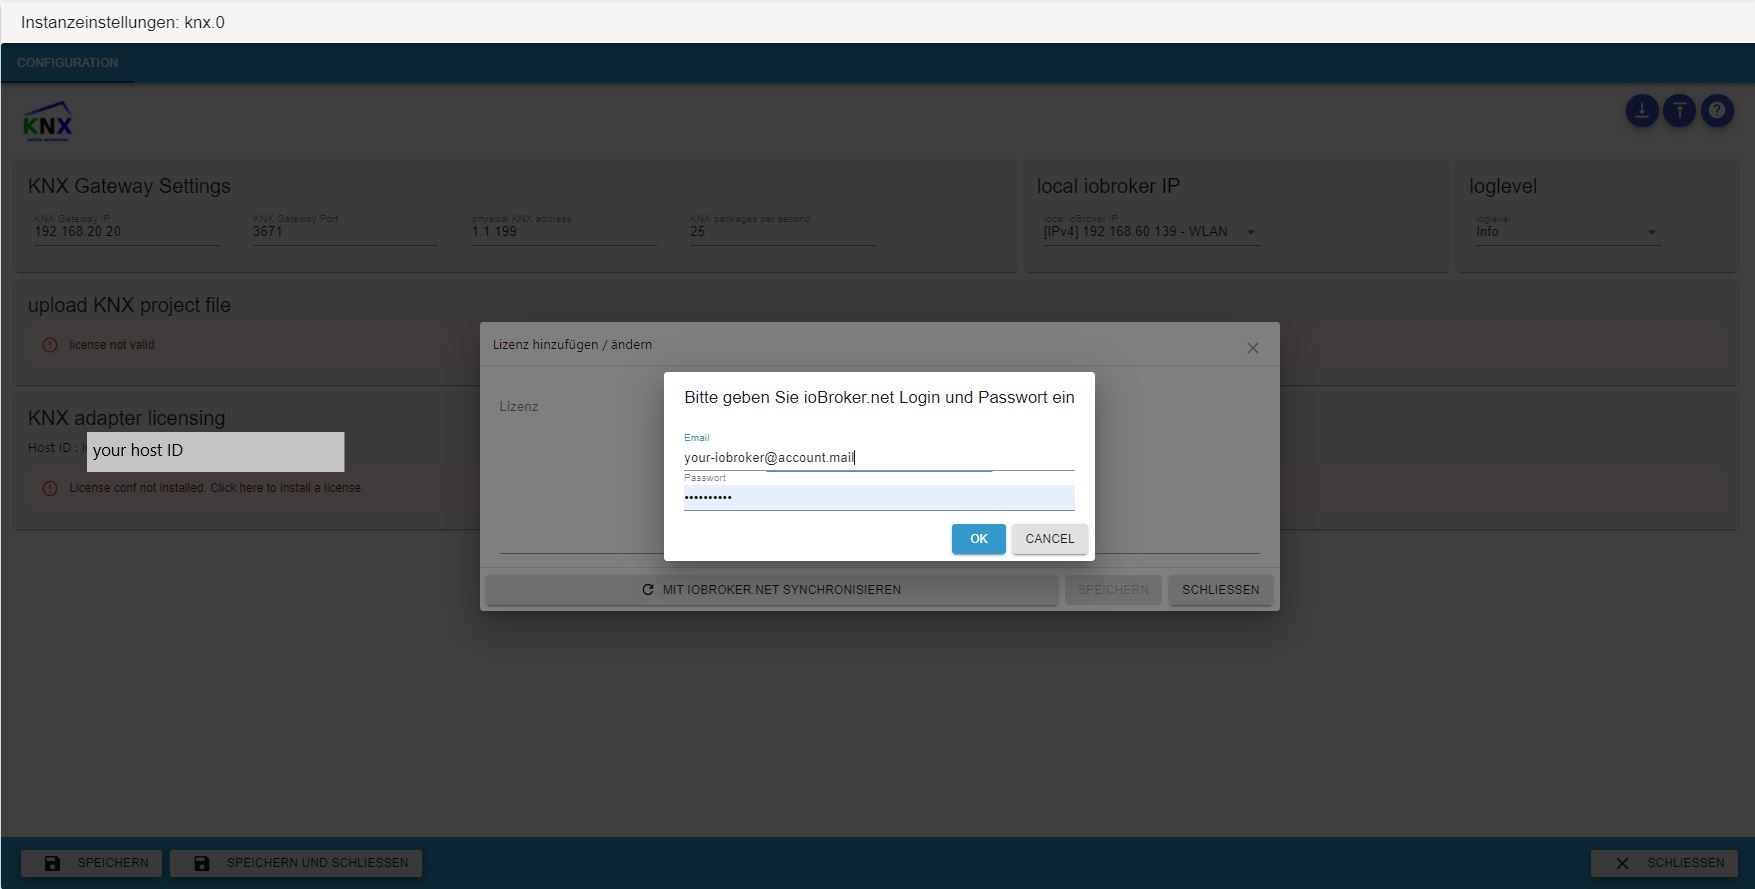 Instanzeinstellungen: knx.0
CONFIGURATION
KNX
KNX Gateway Settings
KNX Gateway IP
192.168.20.20
KNX Gateway Port
3671
physical KNX address
1.1.199
KNX packages per second
25
local iobroker IP
local ioBroker IP
[IPv4] 192.168.60.139 - WLAN
loglevel
loglevel
Info
upload KNX project file
license not valid
KNX adapter licensing
Host ID :
your host ID
License conf not installed. Click here to install a license.
Lizenz hinzufügen / ändern
Lizenz
Bitte geben Sie ioBroker.net Login und Passwort ein
Email
your-iobroker@account.mail
Passwort
••••••••••
OK
CANCEL
MIT IOBROKER.NET SYNCHRONISIEREN
SPEICHERN
SCHLIESSEN
SPEICHERN
SPEICHERN UND SCHLIESSEN
SCHLIESSEN